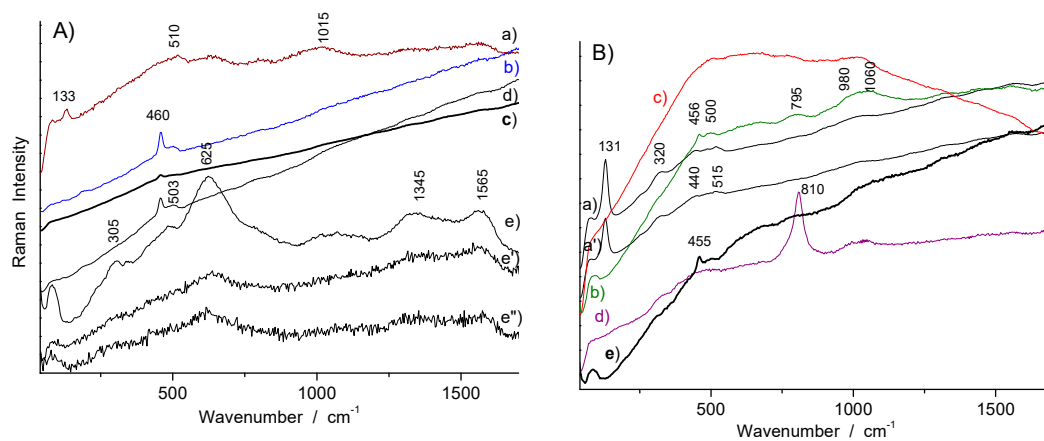 A)
133
510
1015
a)
b)
460
d)
c)
625
503
305
1345
1565
e)
e')
e")
Raman Intensity
500
1000
1500
Wavenumber / cm⁻¹
B)
c)
980
1060
795
456
500
131
320
440
515
810
a)
a')
455
b)
d)
e)
500
1000
1500
Wavenumber / cm⁻¹